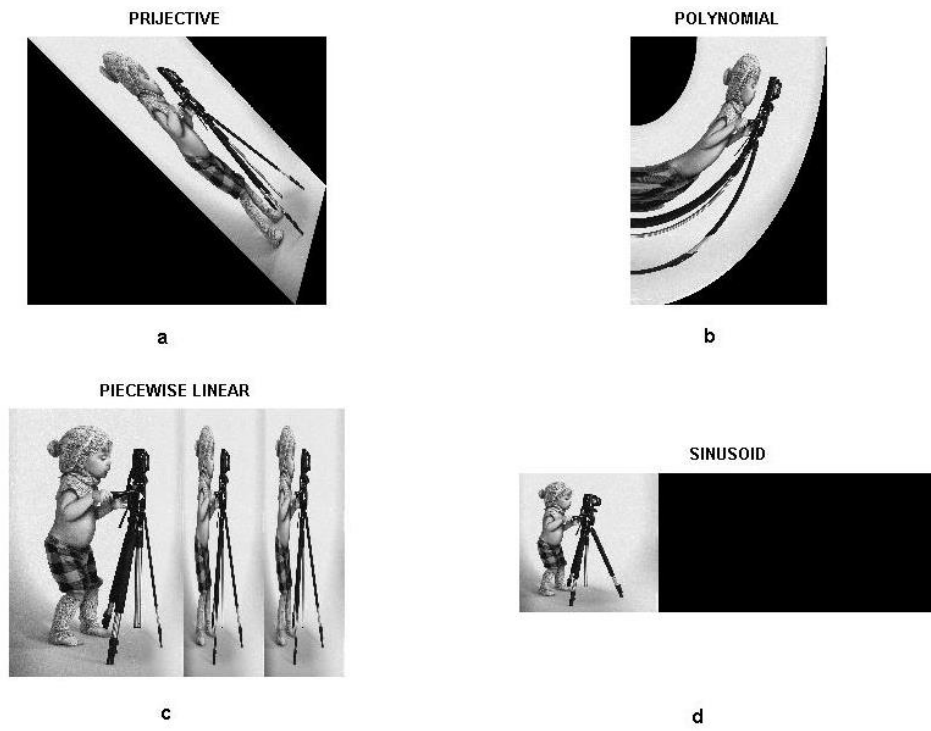 PRIJECTIVE
POLYNOMIAL
a
b
PIECEWISE LINEAR
SINUSOID
c
d